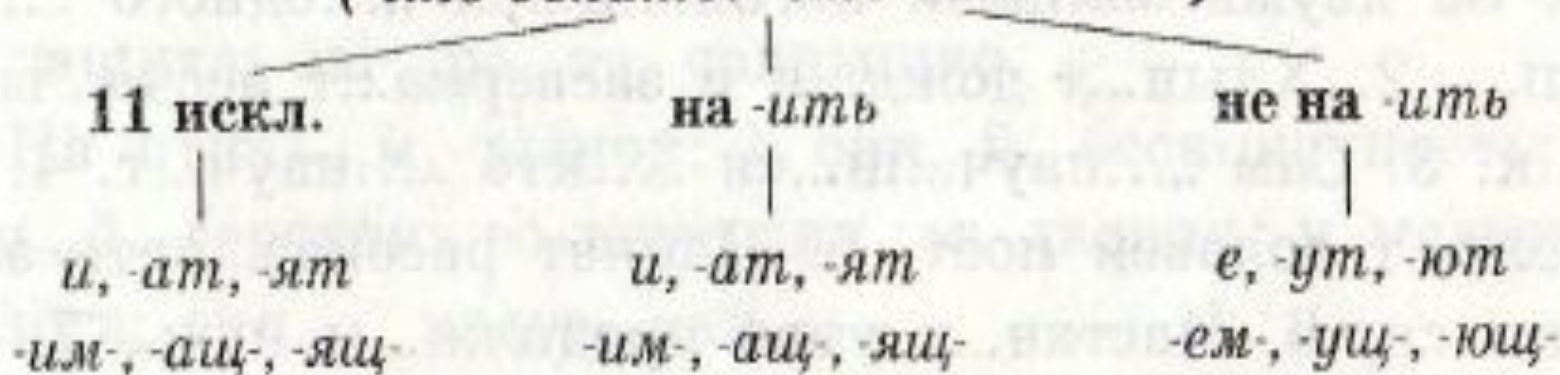 11 искл. на -ить не на -ить
и, -ат, -ят и, -ат, -ят е, -ут, -ют
-им-, -ащ-, -ящ- -им-, -ащ-, -ящ- -ем-, -ущ-, -ющ-